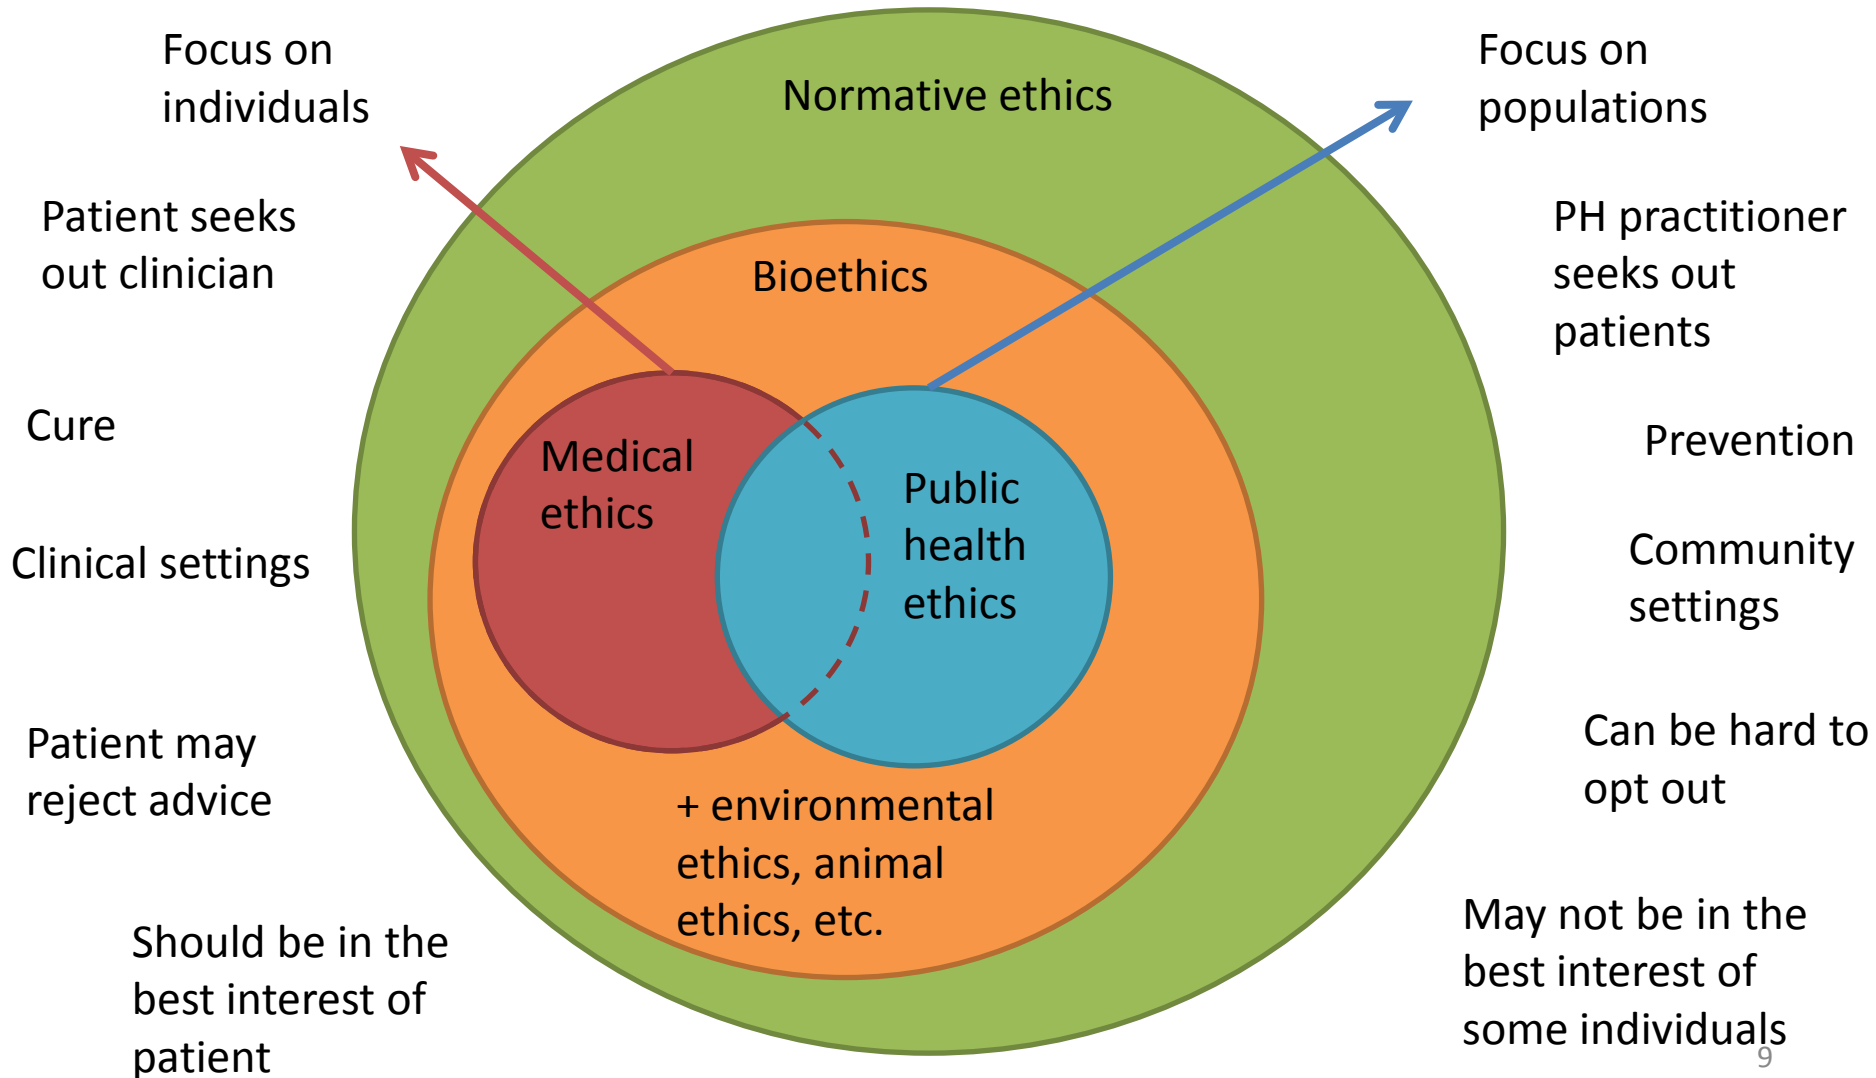 Focus on
individuals
Patient seeks
out clinician
Cure
Clinical settings
Patient may
reject advice
Should be in the
best interest of
patient
Normative ethics
Bioethics
Medical
ethics
Public
health
ethics
+ environmental
ethics, animal
ethics, etc.
Focus on
populations
PH practitioner
seeks out
patients
Prevention
Community
settings
Can be hard to
opt out
May not be in the
best interest of
some individuals
9